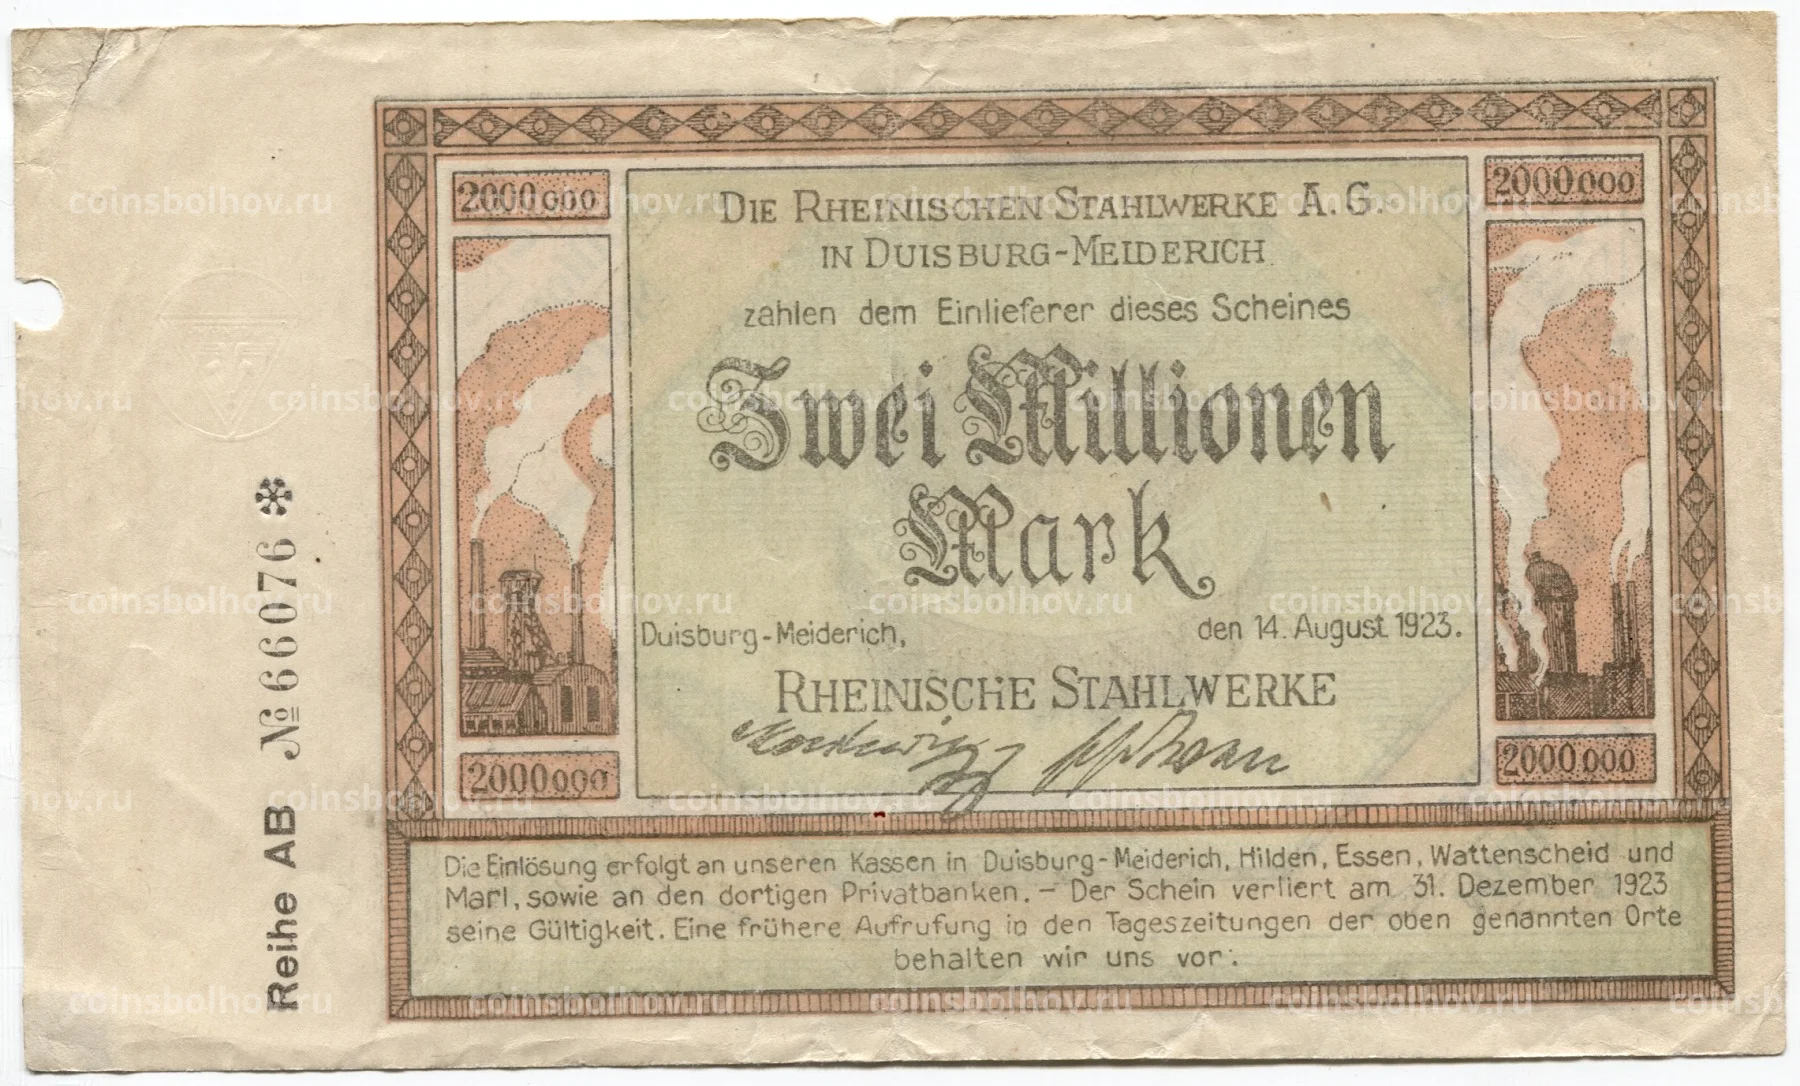 2000000
2000000
DIE RHEINISCHEN STAHLWERKE A.G.
IN DUISBURG-MEIDERICH
zahlen dem Einlieferer dieses Scheines
Zwei Millionen
Mark
Duisburg-Meiderich, den 14. August 1923.
RHEINISCHE STAHLWERKE
2000000
2000000
Die Einlösung erfolgt an unseren Kassen in Duisburg-Meiderich, Hilden, Essen, Wattenscheid und
Marl, sowie an den dortigen Privatbanken. – Der Schein verliert am 31. Dezember 1923
seine Gültigkeit. Eine frühere Aufrufung in den Tageszeitungen der oben genannten Orte
behalten wir uns vor.
Reihe AB № 66076 *
coinsbolhov.ru